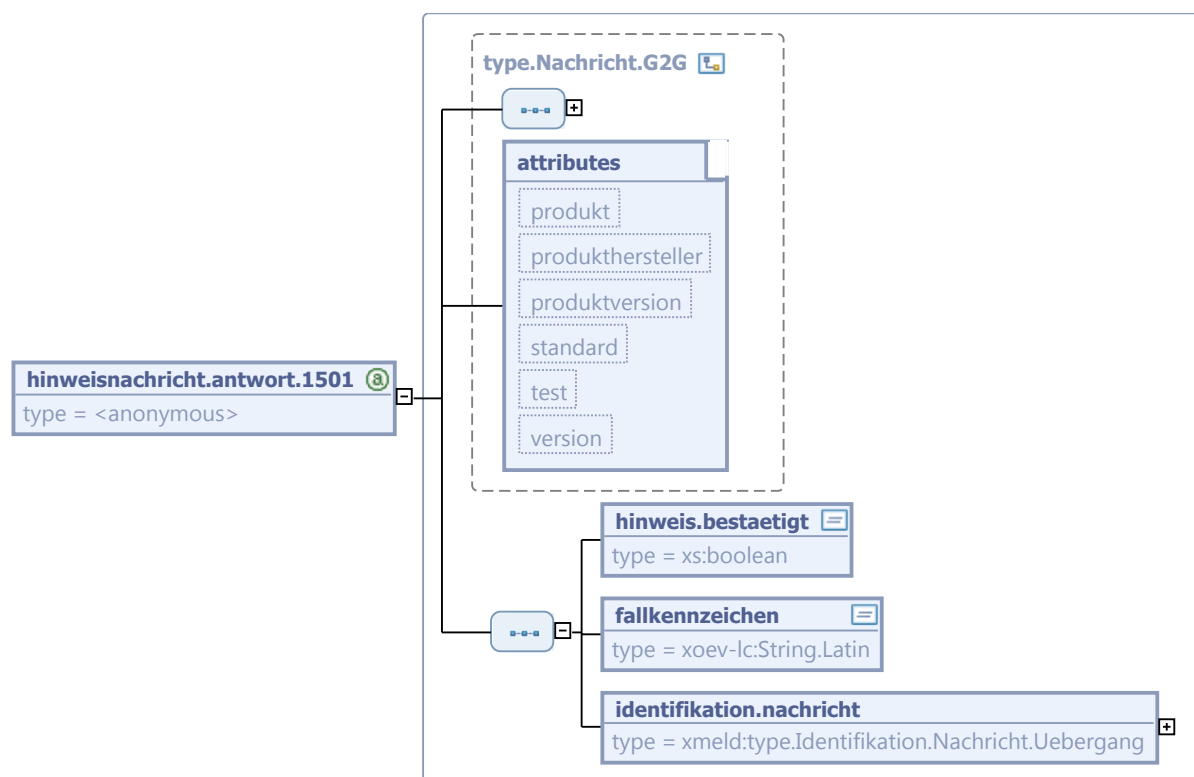 type.Nachricht.G2G
attributes
produkt
produkthersteller
produktversion
standard
test
version
hinweisnachricht.antwort.1501 @
type = <anonymous>
hinweis.bestaetigt
type = xs:boolean
fallkennzeichen
type = xoev-lc:String.Latin
identifikation.nachricht
type = xmeld:type.Identifikation.Nachricht.Uebergang